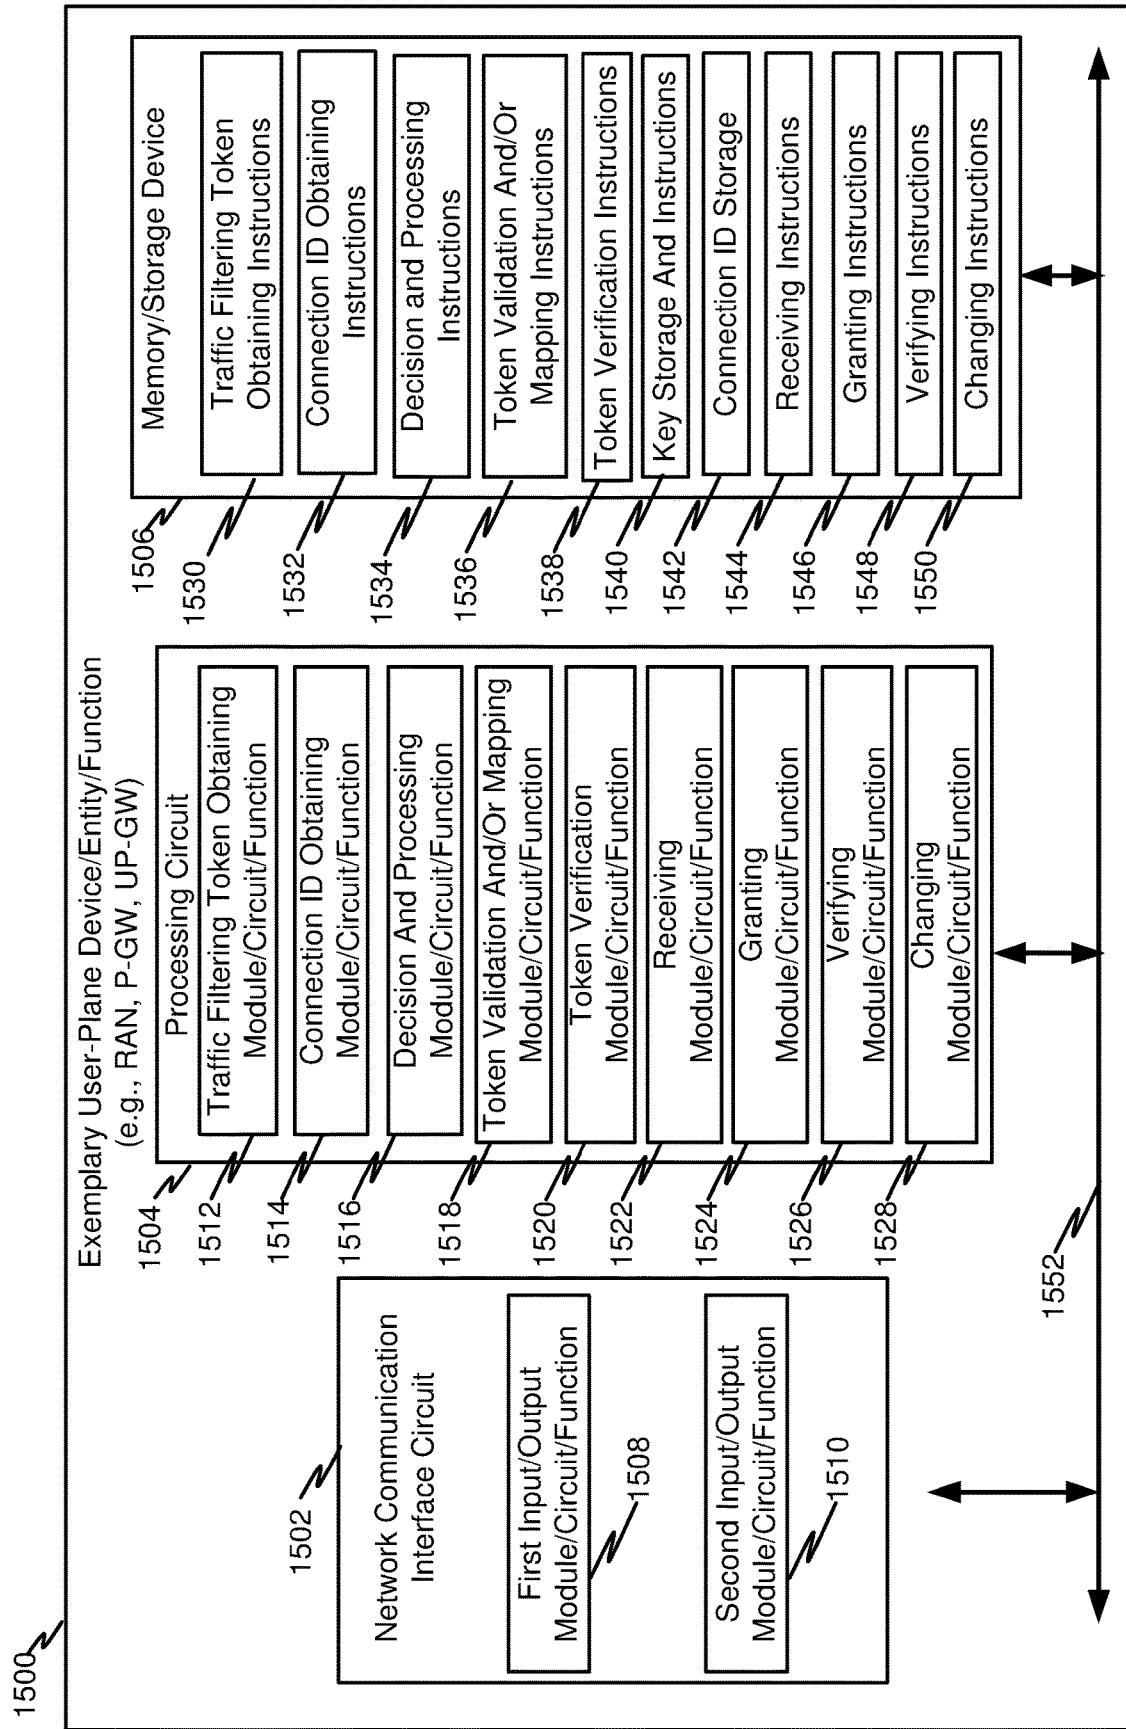 1500
Exemplary User-Plane Device/Entity/Function
(e.g., RAN, P-GW, UP-GW)
1502
Network Communication
Interface Circuit
First Input/Output
Module/Circuit/Function
1508
Second Input/Output
Module/Circuit/Function
1510
1504
Processing Circuit
1512
Traffic Filtering Token Obtaining
Module/Circuit/Function
1514
Connection ID Obtaining
Module/Circuit/Function
1516
Decision And Processing
Module/Circuit/Function
1518
Token Validation And/Or Mapping
Module/Circuit/Function
1520
Token Verification
Module/Circuit/Function
1522
Receiving
Module/Circuit/Function
1524
Granting
Module/Circuit/Function
1526
Verifying
Module/Circuit/Function
1528
Changing
Module/Circuit/Function
1506
Memory/Storage Device
1530
Traffic Filtering Token
Obtaining Instructions
1532
Connection ID Obtaining
Instructions
1534
Decision and Processing
Instructions
1536
Token Validation And/Or
Mapping Instructions
1538
Token Verification Instructions
1540
Key Storage And Instructions
1542
Connection ID Storage
1544
Receiving Instructions
1546
Granting Instructions
1548
Verifying Instructions
1550
Changing Instructions
1552